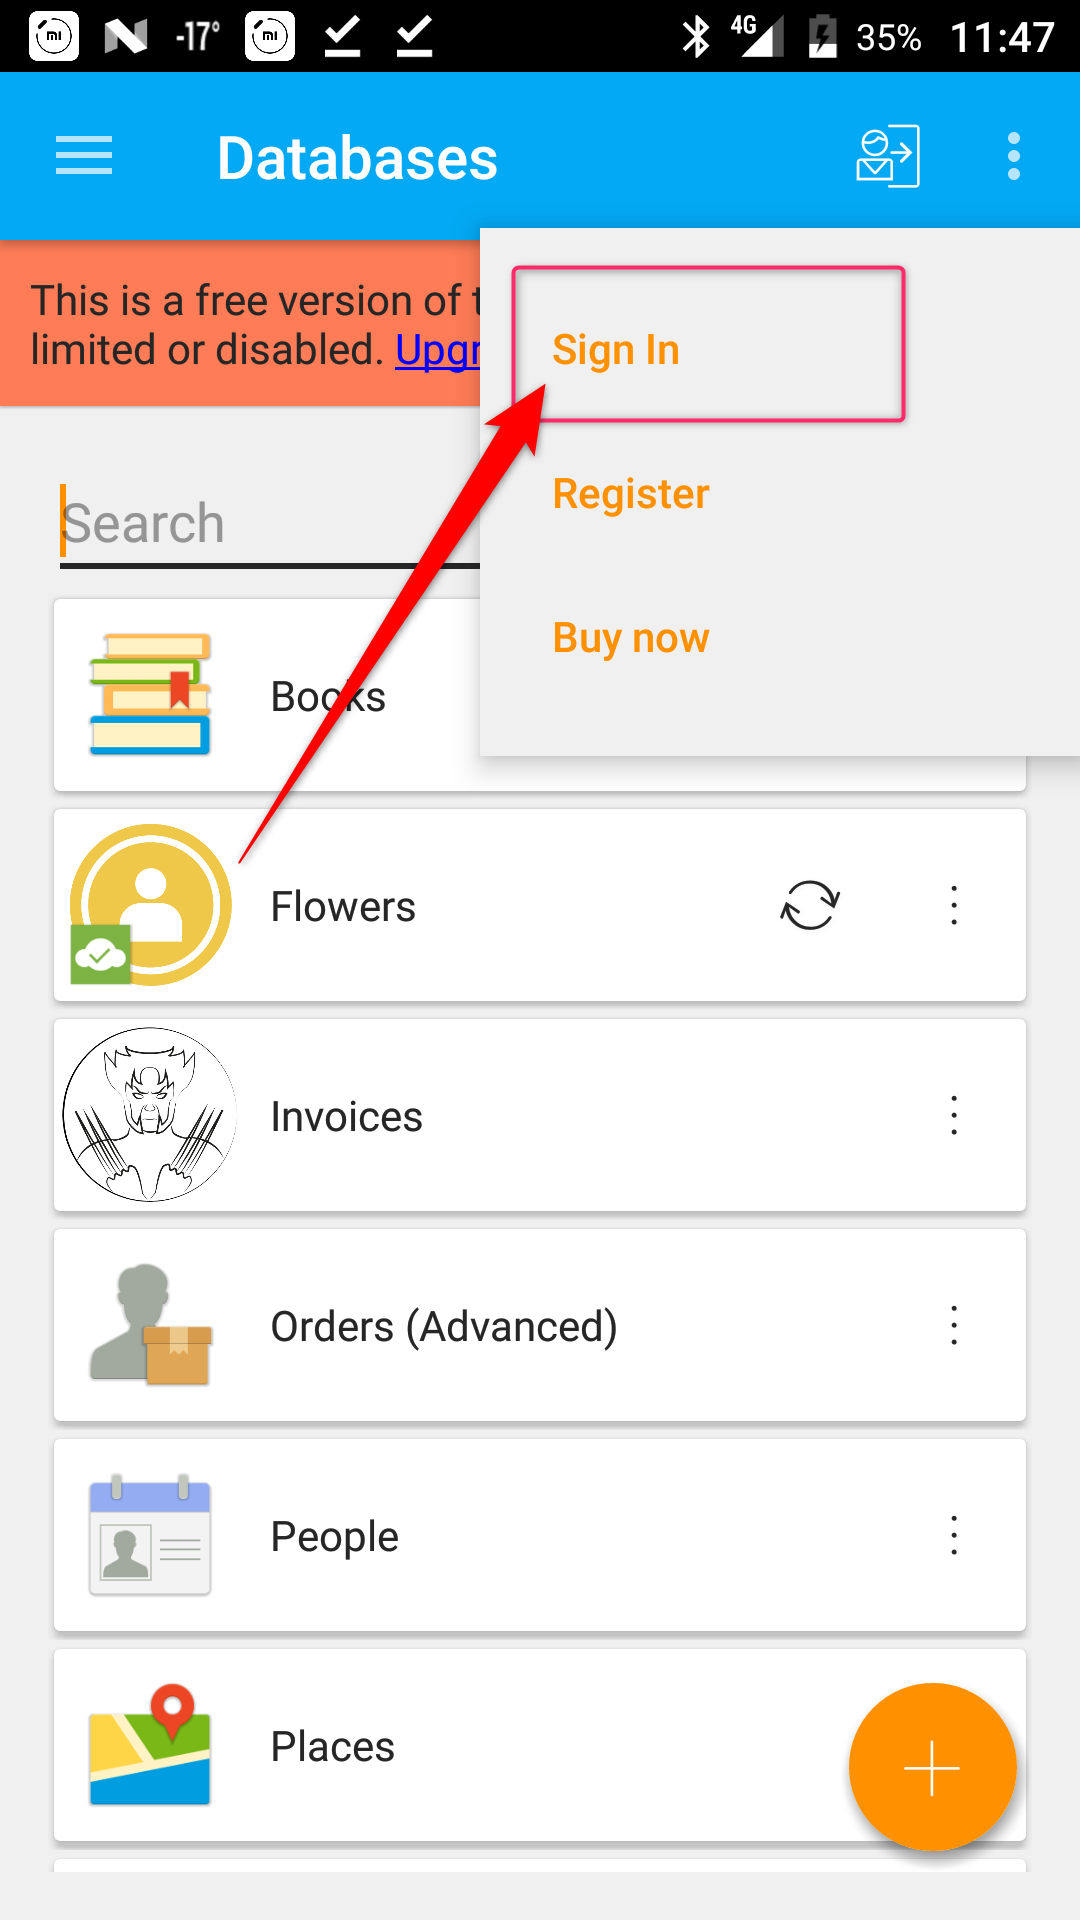 -17° 4G 35% 11:47
Databases
This is a free version of
limited or disabled. Upgr
Sign In
Register
Buy now
Search
Books
Flowers
Invoices
Orders (Advanced)
People
Places